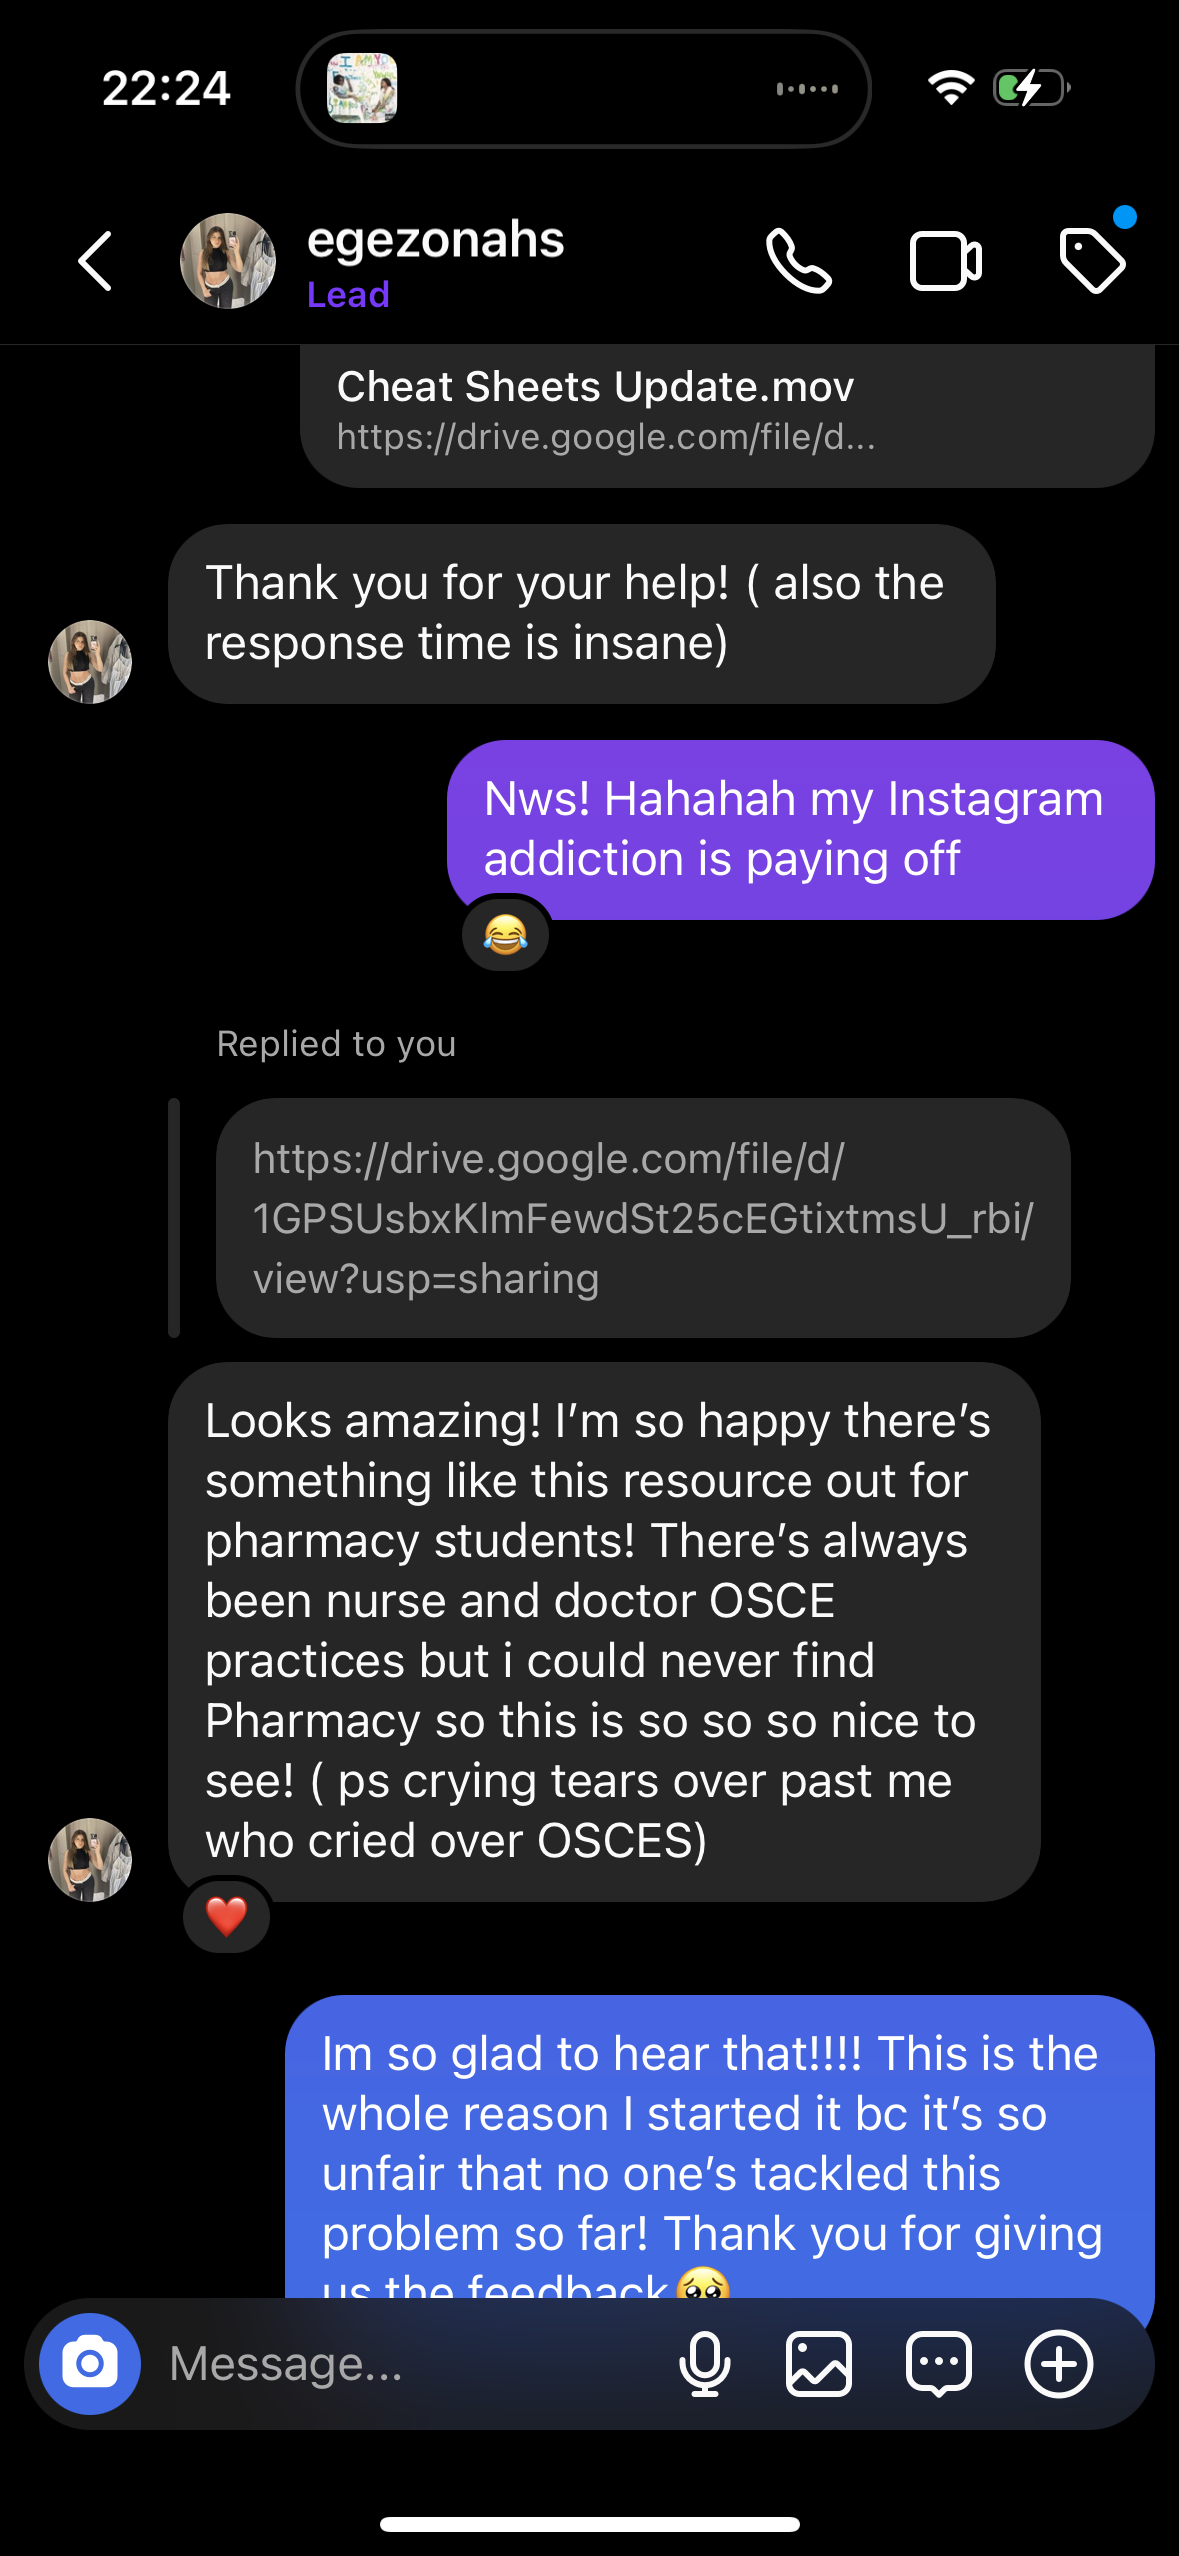 22:24
egezonahs
Lead
Cheat Sheets Update.mov
https://drive.google.com/file/d...
Thank you for your help! ( also the
response time is insane)
Nws! Hahahah my Instagram
addiction is paying off
😂
Replied to you
https://drive.google.com/file/d/
1GPSUsbxKlmFewdSt25cEGtixtmsU_rbi/
view?usp=sharing
Looks amazing! I’m so happy there’s
something like this resource out for
pharmacy students! There’s always
been nurse and doctor OSCE
practices but i could never find
Pharmacy so this is so so so nice to
see! ( ps crying tears over past me
who cried over OSCES)
❤️
Im so glad to hear that!!!! This is the
whole reason I started it bc it’s so
unfair that no one’s tackled this
problem so far! Thank you for giving
us the feedback🥹
Message...